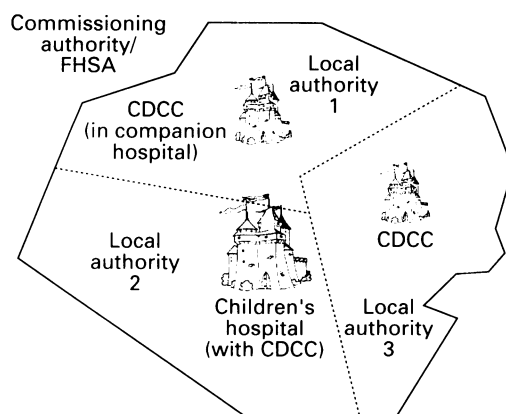 Commissioning
authority/
FHSA
Local
authority
1
CDCC
(in companion
hospital)
CDCC
Local
authority
2
Children's
hospital
(with CDCC)
Local
authority
3